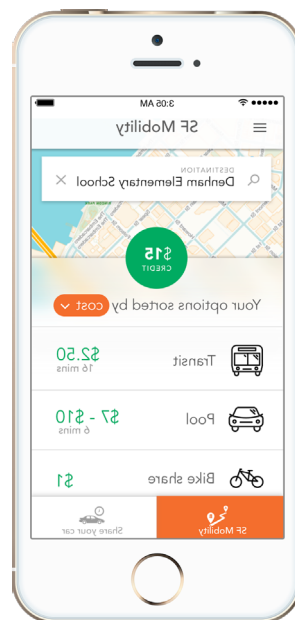 3:05 AM
SF Mobility
DESTINATION
Denham Elementary School
$15
CREDIT
Your options sorted by cost
Transit $2.50
16 mins
Pool $7 - $10
6 mins
Bike share $1
SF Mobility Share your car